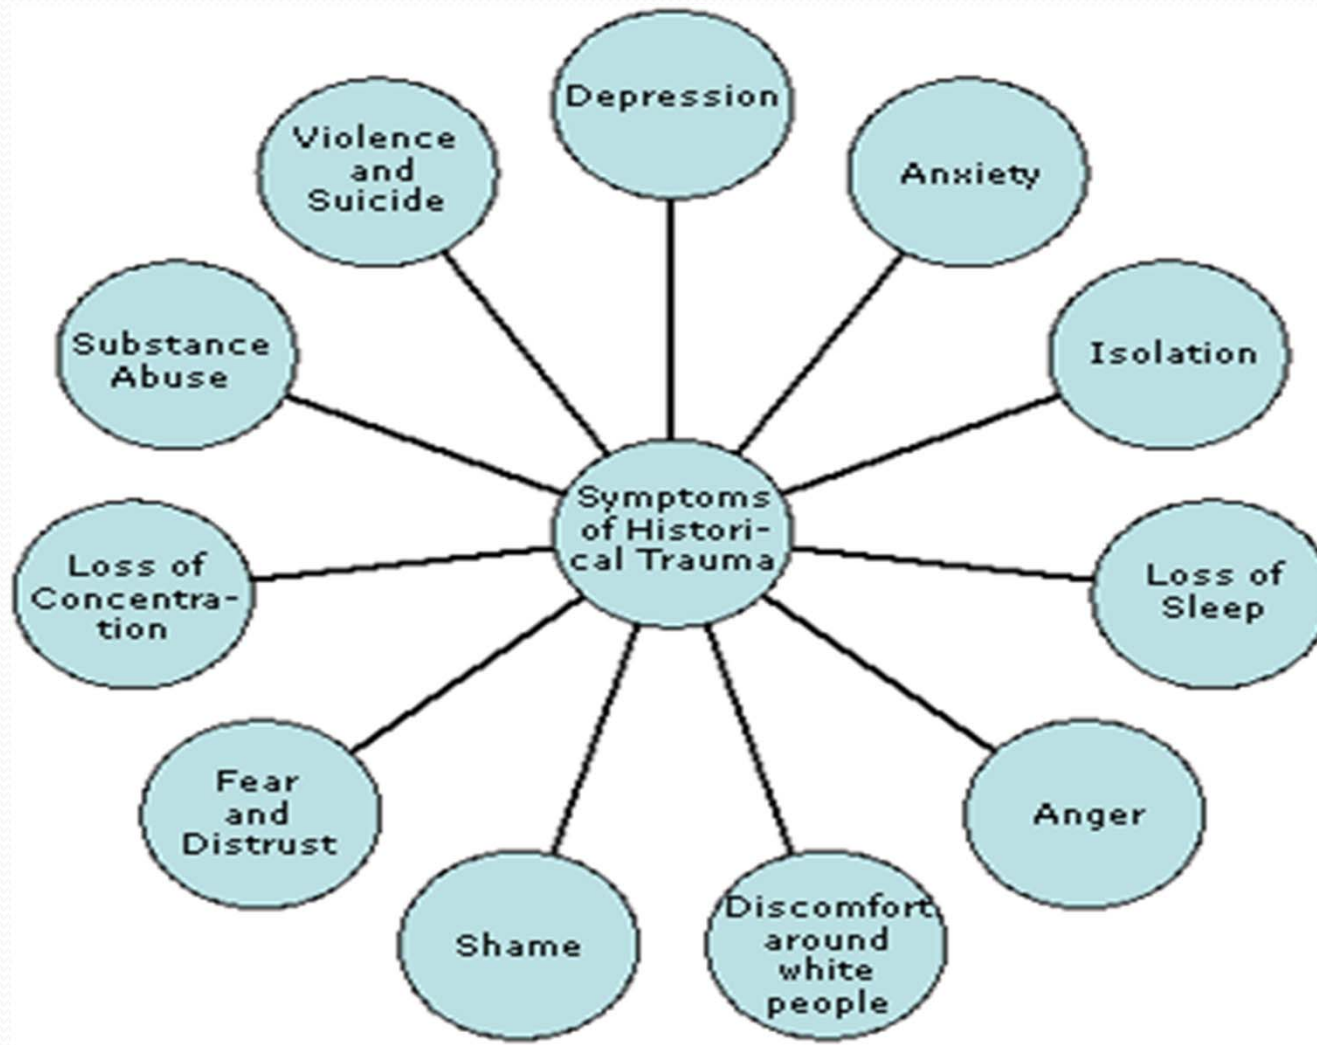 Depression
Violence
and
Suicide
Anxiety
Substance
Abuse
Isolation
Symptoms
of Histori-
cal Trauma
Loss of
Concentra-
tion
Loss of
Sleep
Fear
and
Distrust
Anger
Shame
Discomfort
around
white
people